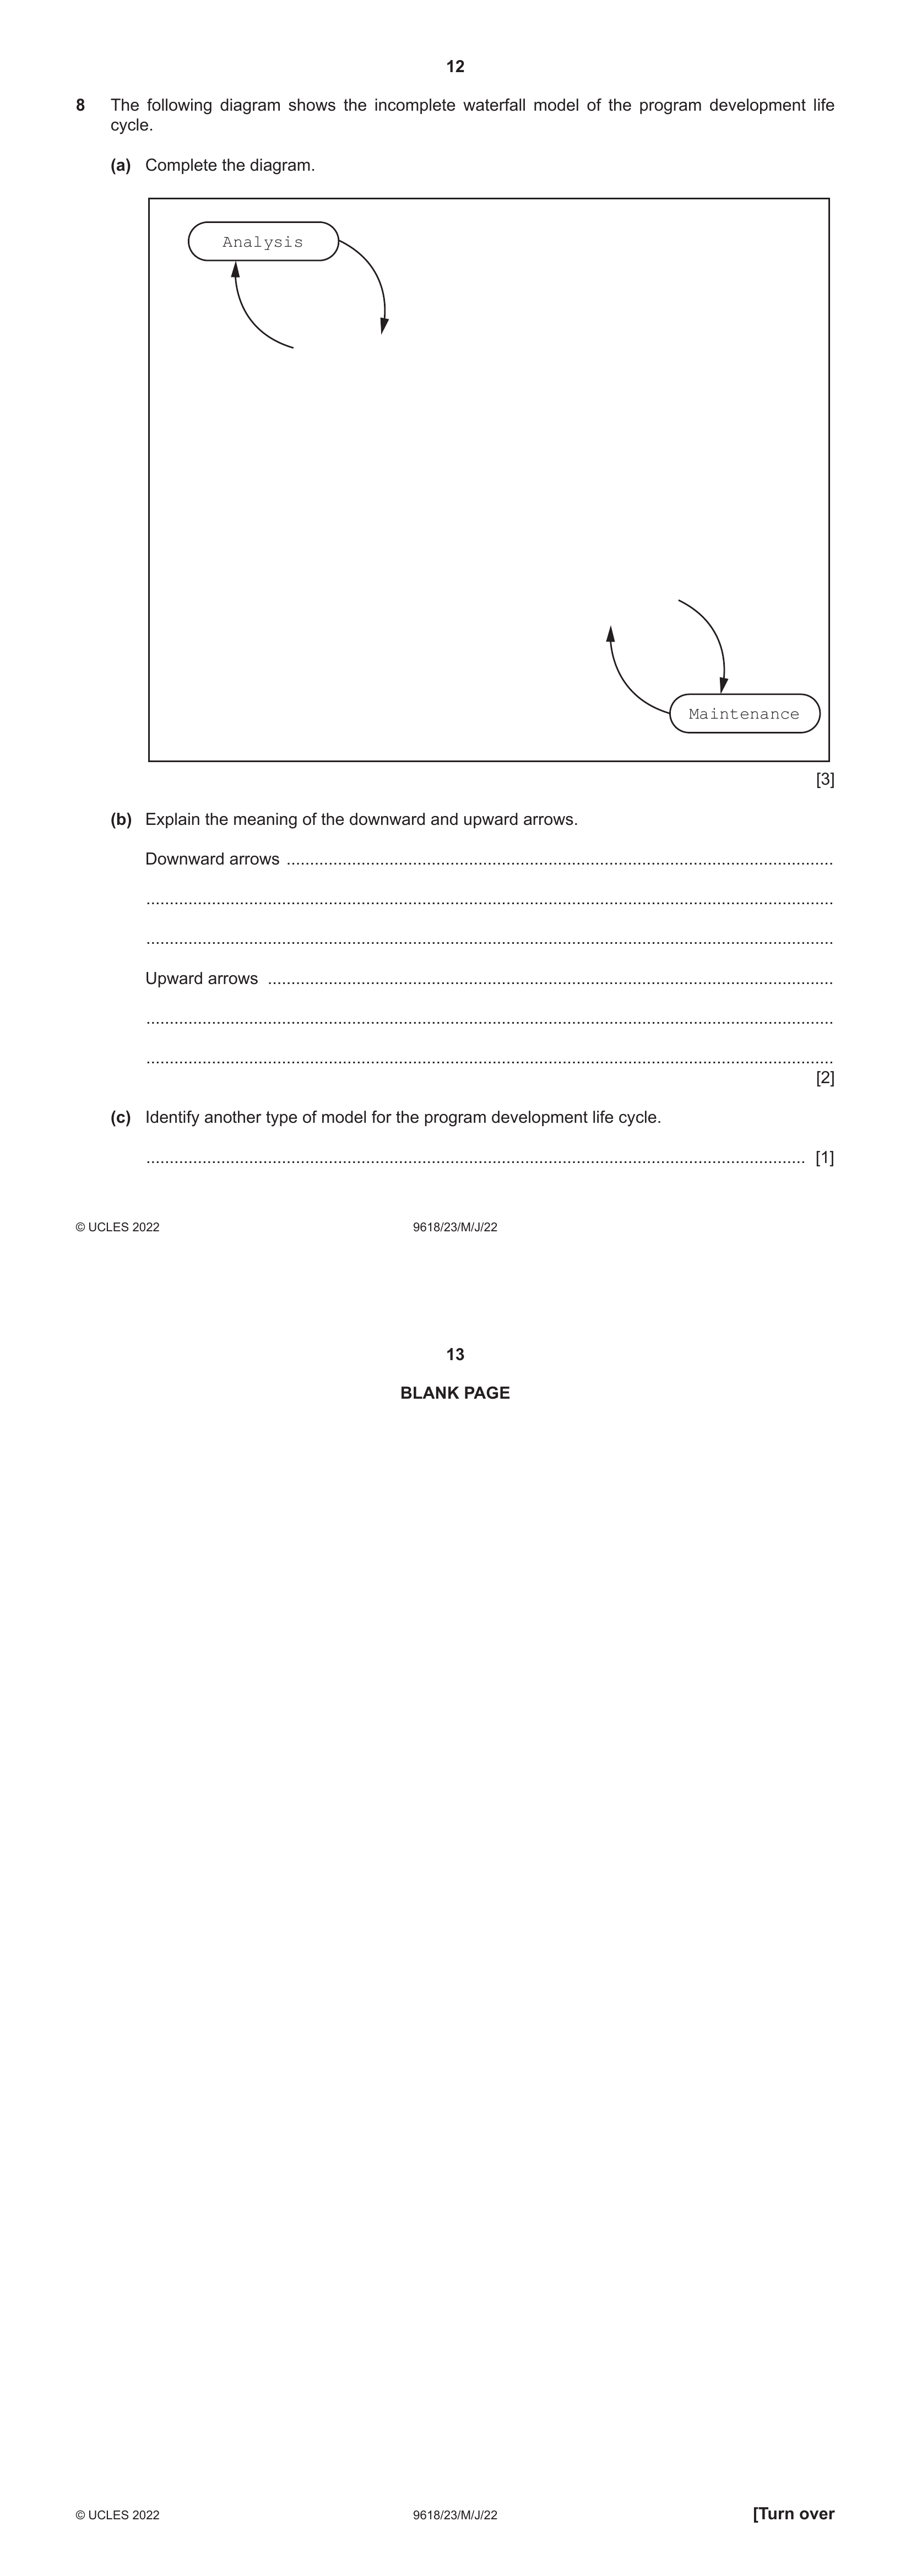 12
8 The following diagram shows the incomplete waterfall model of the program development life
cycle.
(a) Complete the diagram.
Analysis
Maintenance
[3]
(b) Explain the meaning of the downward and upward arrows.
Downward arrows ......................................................................................................................
....................................................................................................................................................
....................................................................................................................................................
Upward arrows ..........................................................................................................................
....................................................................................................................................................
....................................................................................................................................................
[2]
(c) Identify another type of model for the program development life cycle.
.............................................................................................................................................. [1]
© UCLES 2022 9618/23/M/J/22
13
BLANK PAGE
© UCLES 2022 9618/23/M/J/22 [Turn over